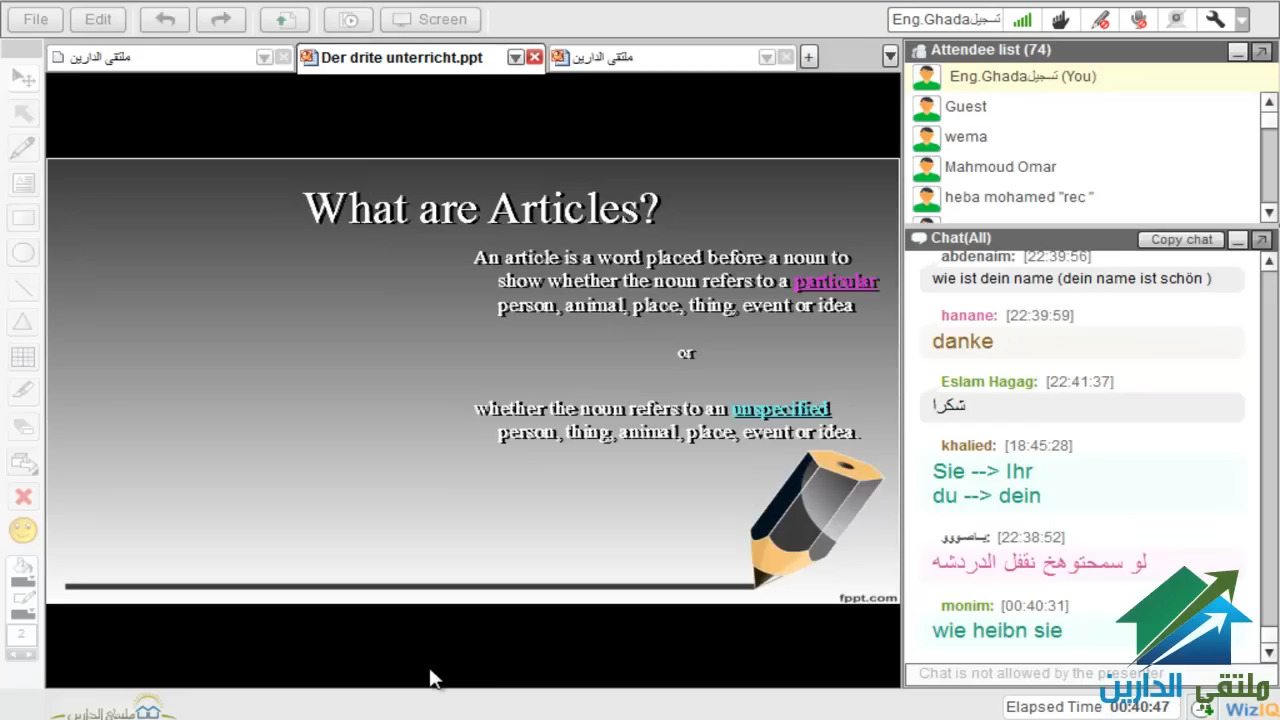 File
Edit
Screen
Eng.Ghadaتسجيل
ملتقى الدارين
Der drite unterricht.ppt
ملتقى الدارين
What are Articles?
An article is a word placed before a noun to
show whether the noun refers to a particular
person, animal, place, thing, event or idea
or
whether the noun refers to an unspecified
person, thing, animal, place, event or idea.
fppt.com
2
ملتقى الدارين
Attendee list (74)
Eng.Ghadaتسجيل (You)
Guest
wema
Mahmoud Omar
heba mohamed "rec "
Chat(All)
Copy chat
abdenaim: [22:39:56]
wie ist dein name (dein name ist schön )
hanane: [22:39:59]
danke
Eslam Hagag: [22:41:37]
شكرا
khalied: [18:45:28]
Sie --> Ihr
du --> dein
يـاصـووو: [22:38:52]
لو سمحتوهخ نقفل الدردشه
monim: [00:40:31]
wie heibn sie
Chat is not allowed by the presenter
ملتقى الدارين
Elapsed Time 00:40:47
WizIQ